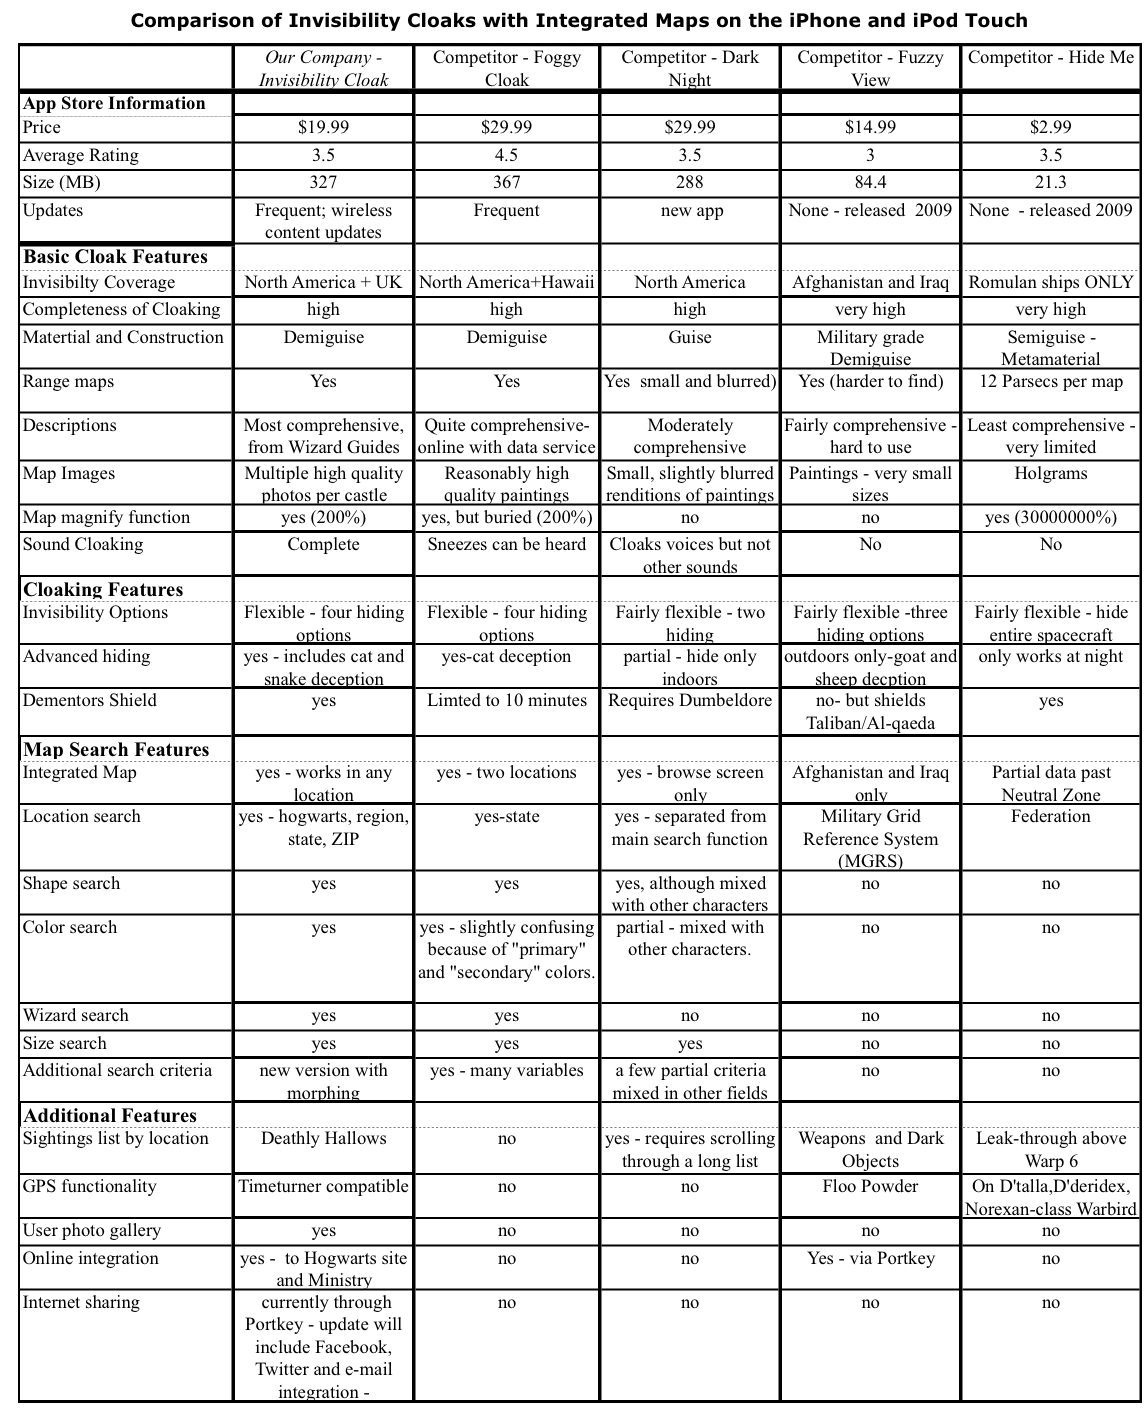 Comparison of Invisibility Cloaks with Integrated Maps on the iPhone and iPod Touch
Our Company - Invisibility Cloak
Competitor - Foggy Cloak
Competitor - Dark Night
Competitor - Fuzzy View
Competitor - Hide Me
App Store Information
Price $19.99 $29.99 $29.99 $14.99 $2.99
Average Rating 3.5 4.5 3.5 3 3.5
Size (MB) 327 367 288 84.4 21.3
Updates
Frequent; wireless content updates
Frequent
new app
None - released 2009
None - released 2009
Basic Cloak Features
Invisibilty Coverage
North America + UK
North America+Hawaii
North America
Afghanistan and Iraq
Romulan ships ONLY
Completeness of Cloaking high high high very high very high
Matertial and Construction
Demiguise
Demiguise
Guise
Military grade Demiguise
Semiguise - Metamaterial
Range maps
Yes
Yes
Yes small and blurred)
Yes (harder to find)
12 Parsecs per map
Descriptions
Most comprehensive, from Wizard Guides
Quite comprehensive- online with data service
Moderately comprehensive
Fairly comprehensive - hard to use
Least comprehensive - very limited
Map Images
Multiple high quality photos per castle
Reasonably high quality paintings
Small, slightly blurred renditions of paintings
Paintings - very small sizes
Holgrams
Map magnify function
yes (200%)
yes, but buried (200%)
no
no
yes (30000000%)
Sound Cloaking
Complete
Sneezes can be heard
Cloaks voices but not other sounds
No
No
Cloaking Features
Invisibility Options
Flexible - four hiding options
Flexible - four hiding options
Fairly flexible - two hiding
Fairly flexible -three hiding options
Fairly flexible - hide entire spacecraft
Advanced hiding
yes - includes cat and snake deception
yes-cat deception
partial - hide only indoors
outdoors only-goat and sheep decption
only works at night
Dementors Shield
yes
Limted to 10 minutes
Requires Dumbeldore
no- but shields Taliban/Al-qaeda
yes
Map Search Features
Integrated Map
yes - works in any location
yes - two locations
yes - browse screen only
Afghanistan and Iraq only
Partial data past Neutral Zone
Location search
yes - hogwarts, region, state, ZIP
yes-state
yes - separated from main search function
Military Grid Reference System (MGRS)
Federation
Shape search
yes
yes
yes, although mixed with other characters
no
no
Color search
yes
yes - slightly confusing because of "primary" and "secondary" colors.
partial - mixed with other characters.
no
no
Wizard search yes yes no no no
Size search yes yes yes no no
Additional search criteria
new version with morphing
yes - many variables
a few partial criteria mixed in other fields
no
no
Additional Features
Sightings list by location
Deathly Hallows
no
yes - requires scrolling through a long list
Weapons and Dark Objects
Leak-through above Warp 6
GPS functionality
Timeturner compatible
no
no
Floo Powder
On D'talla,D'deridex, Norexan-class Warbird
User photo gallery yes no no no no
Online integration
yes - to Hogwarts site and Ministry
no
no
Yes - via Portkey
no
Internet sharing
currently through Portkey - update will include Facebook, Twitter and e-mail integration -
no
no
no
no